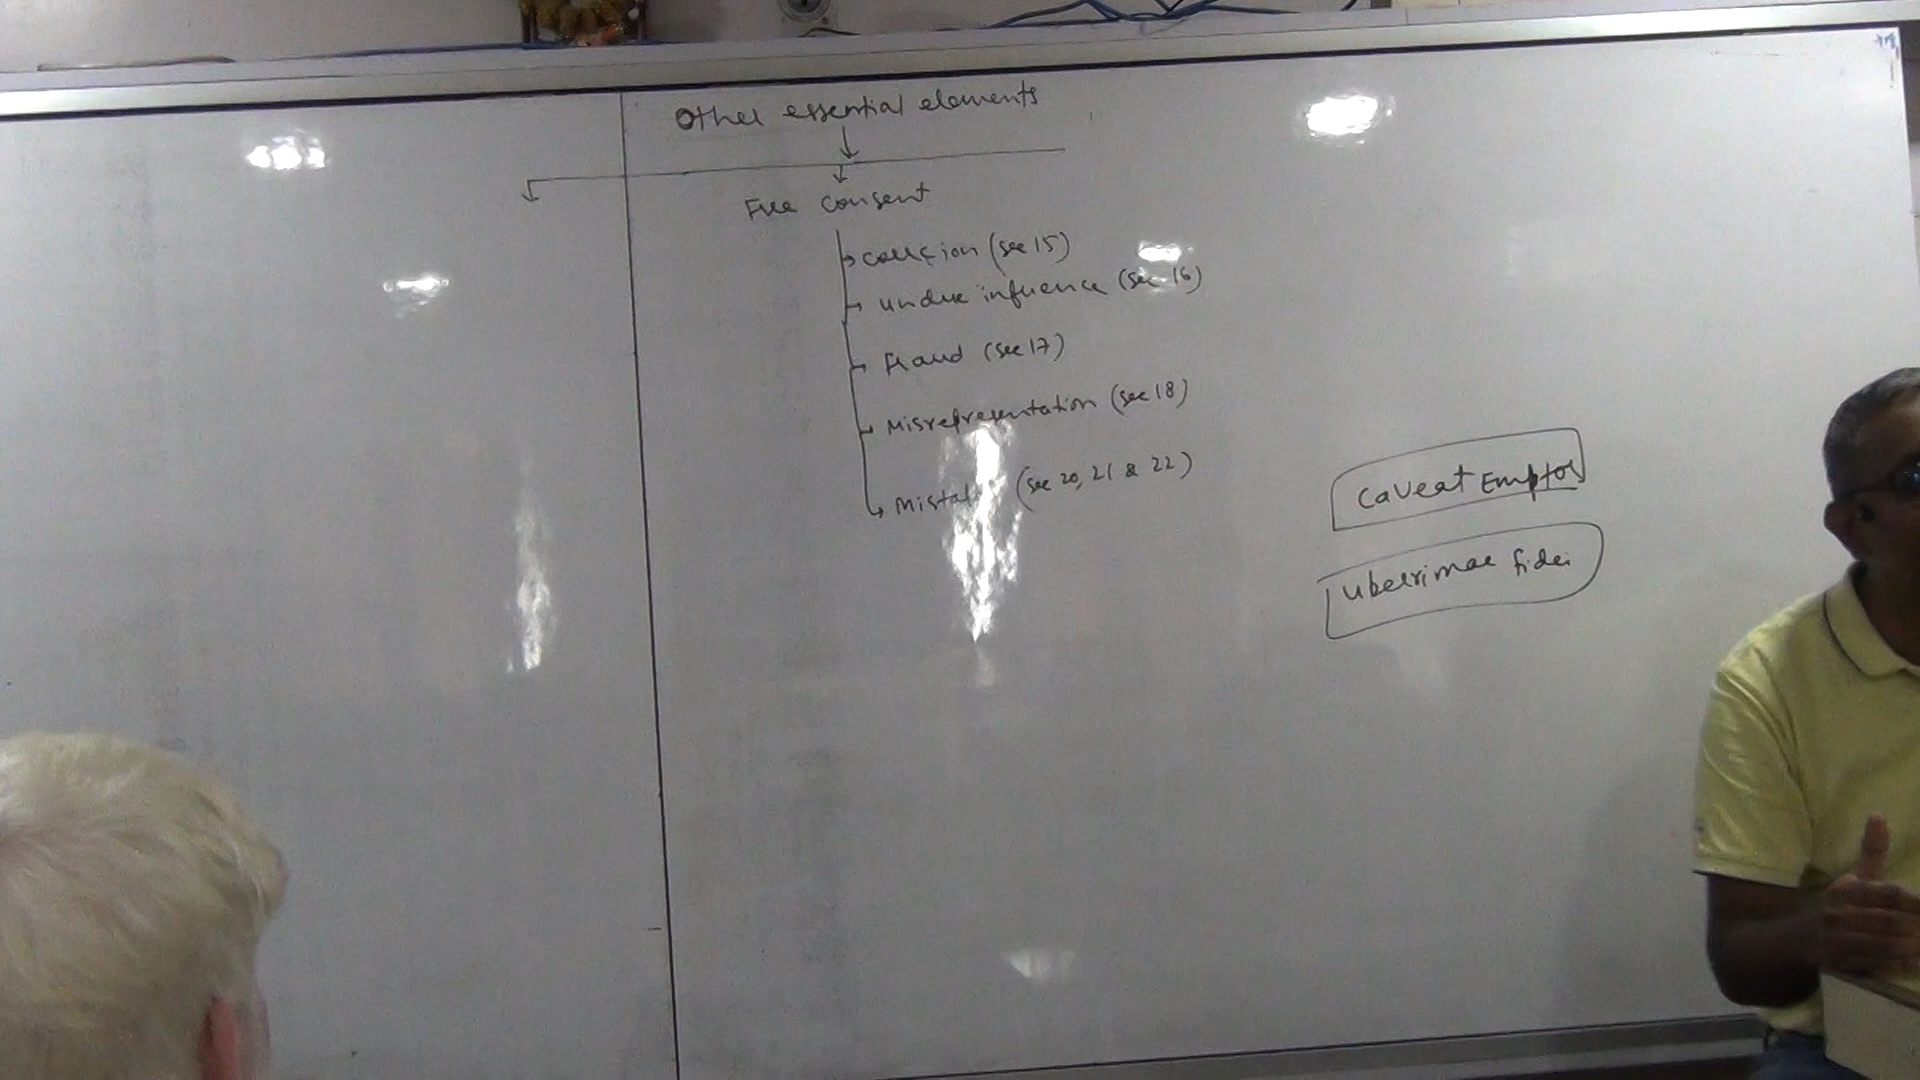 Other essential elements
Free consent
coercion (sec 15)
undue influence (sec 16)
fraud (sec 17)
Misrepresentation (sec 18)
(sec 20, 21 & 22)
caveat Emptor
uberrimae fidei